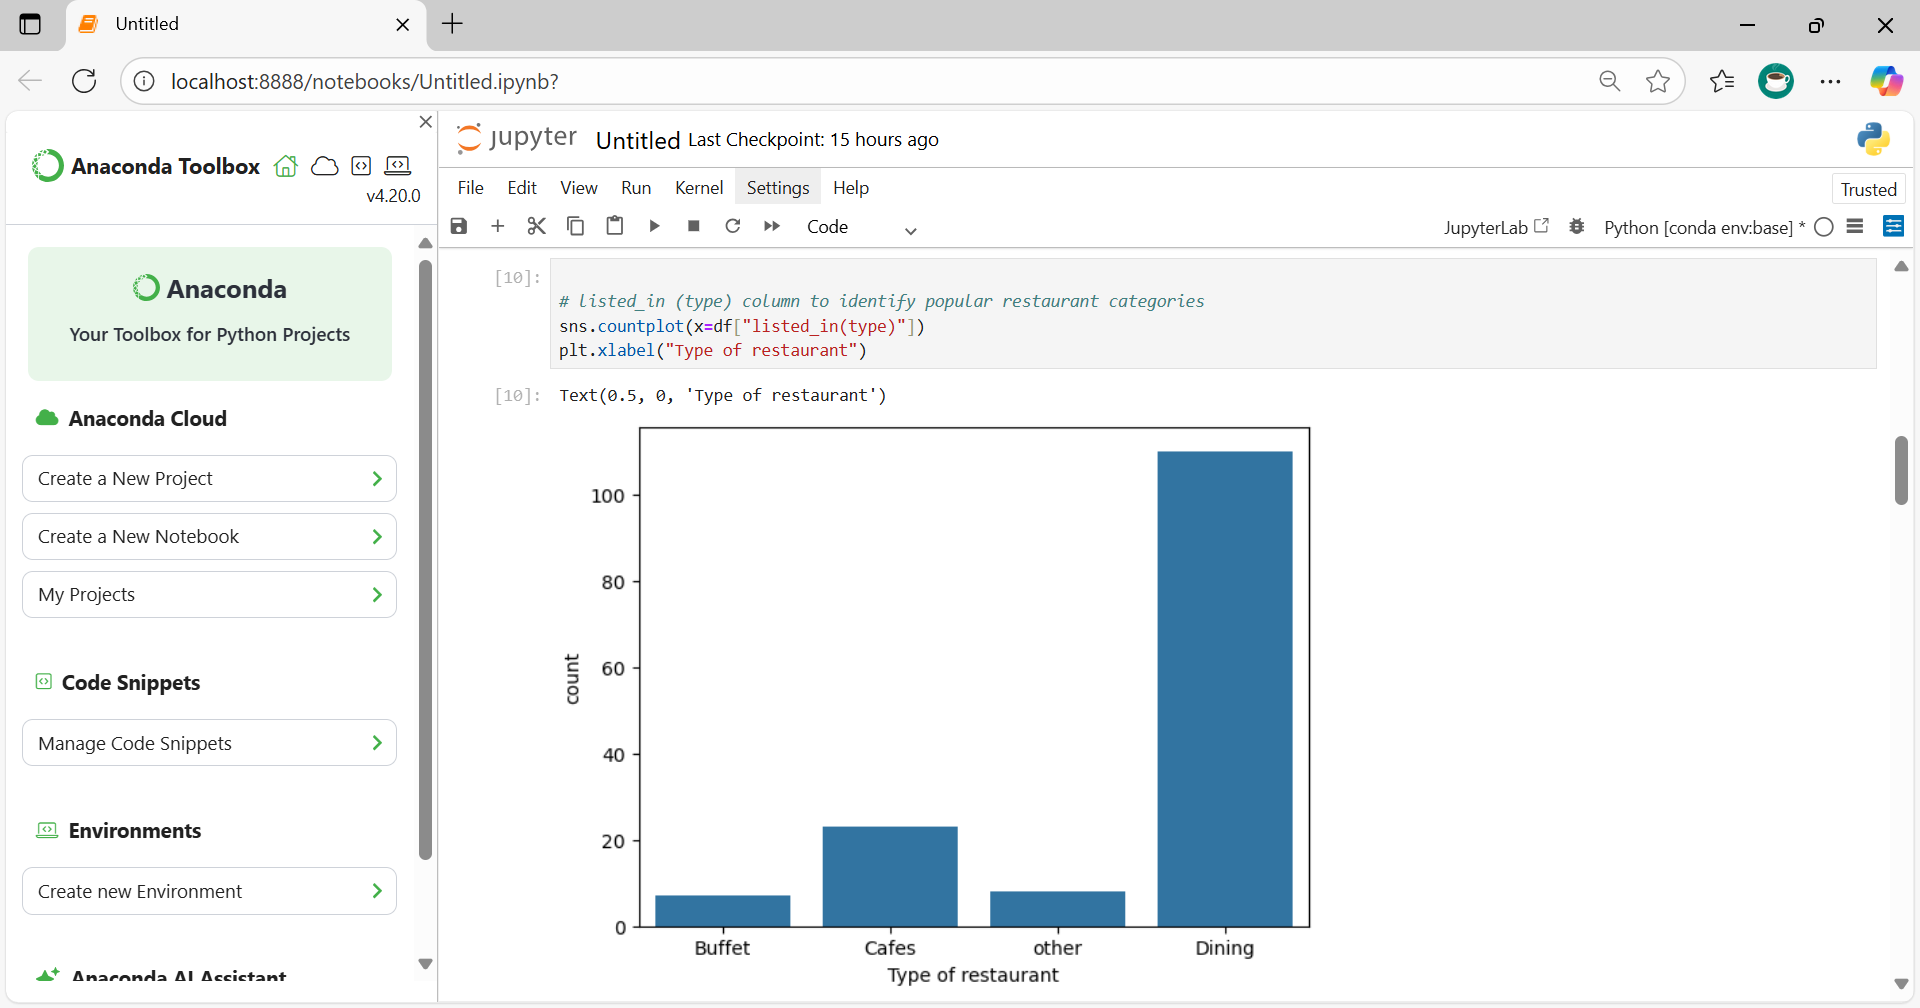 Untitled
localhost:8888/notebooks/Untitled.ipynb?
Anaconda Toolbox
v4.20.0
Anaconda
Your Toolbox for Python Projects
Anaconda Cloud
Create a New Project
Create a New Notebook
My Projects
Code Snippets
Manage Code Snippets
Environments
Create new Environment
Anaconda AI Assistant
jupyter Untitled Last Checkpoint: 15 hours ago
File Edit View Run Kernel Settings Help
Trusted
Code
JupyterLab
Python [conda env:base] *
[10]:
# listed_in (type) column to identify popular restaurant categories
sns.countplot(x=df["listed_in(type)"])
plt.xlabel("Type of restaurant")
[10]: Text(0.5, 0, 'Type of restaurant')
100
80
60
40
20
0
count
Buffet Cafes other Dining
Type of restaurant